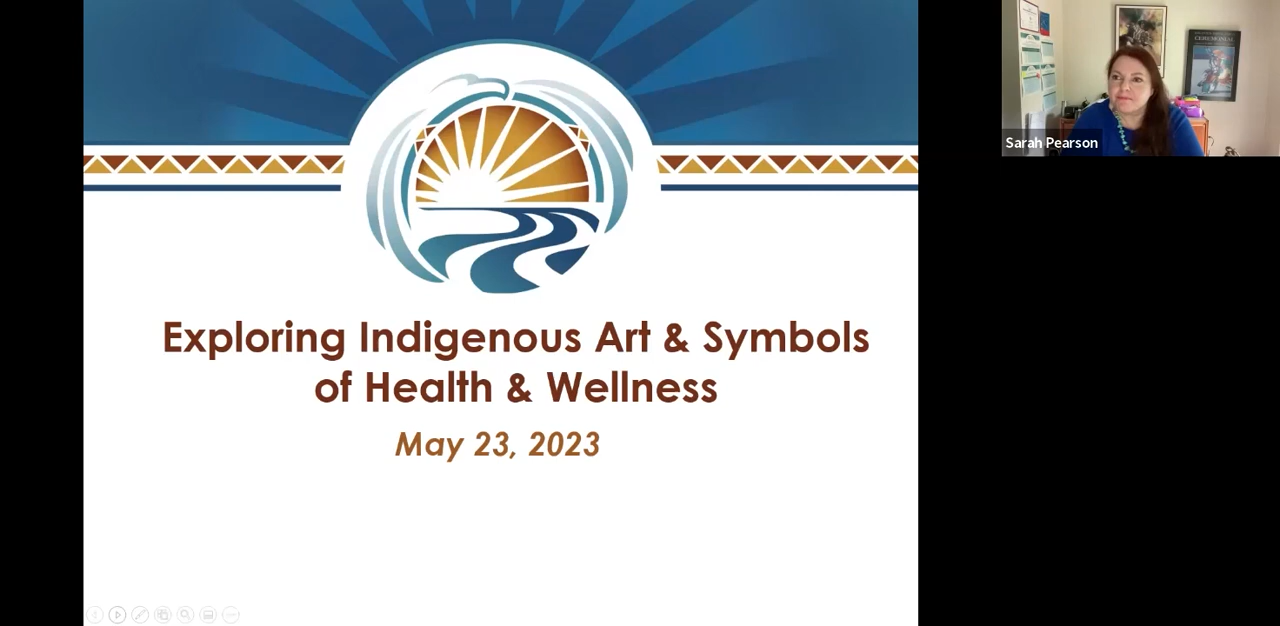 Exploring Indigenous Art & Symbols
of Health & Wellness
May 23, 2023
Sarah Pearson